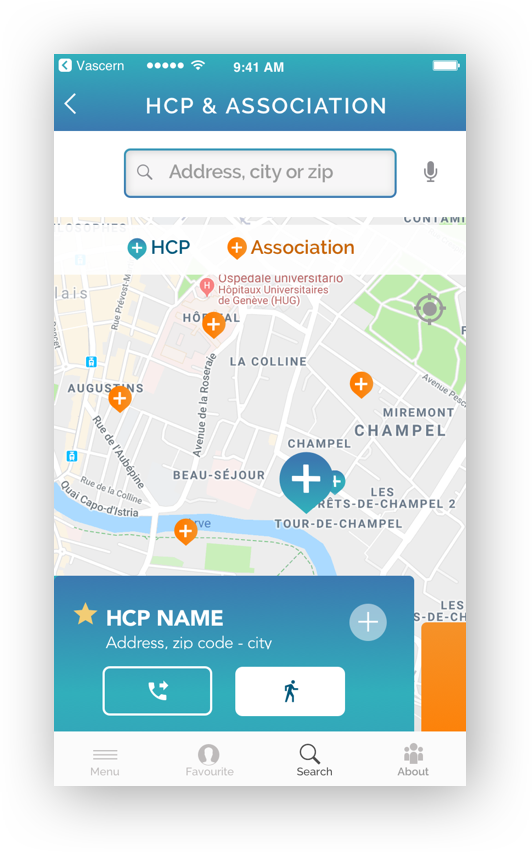 Vascern
9:41 AM
HCP & ASSOCIATION
Address, city or zip
CONTAMI
HCP
Association
Ospedale universitario
Hôpitaux Universitaires
de Genève (HUG)
lais
Rue Prévost-M
HÔPITAL
LA COLLINE
Avenue de la Roseraie
AUGUSTINS
Avenue Pesc
MIREMONT
CHAMPEL
Rue de l'Aubépine
CHAMPEL
BEAU-SÉJOUR
Rue de la Colline
Quai Capo-d'Istria
LES
RÊTS-DE-CHAMPEL 2
TOUR-DE-CHAMPEL
rve
LES
S-DE-CHAMP
HCP NAME
Address, zip code - city
Menu
Favourite
Search
About